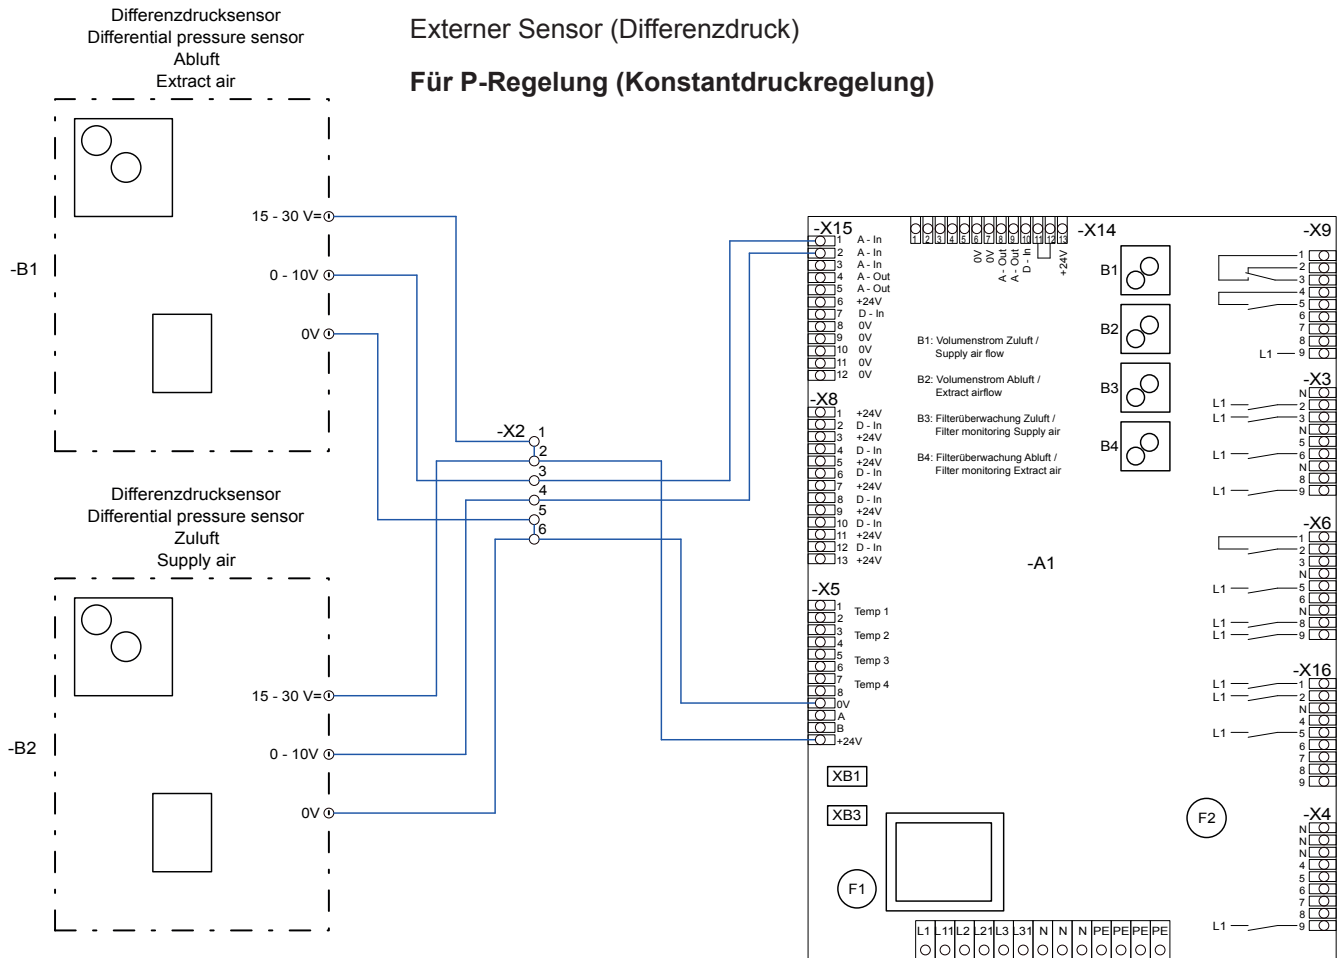 Differenzdrucksensor
Differential pressure sensor
Abluft
Extract air
Externer Sensor (Differenzdruck)
Für P-Regelung (Konstantdruckregelung)
-B1
15 - 30 V=
0 - 10V
0V
Differenzdrucksensor
Differential pressure sensor
Zuluft
Supply air
-B2
15 - 30 V=
0 - 10V
0V
-X2
1
2
3
4
5
6
-X15
1 A - In
2 A - In
3 A - In
4 A - Out
5 A - Out
6 +24V
7 D - In
8 0V
9 0V
10 0V
11 0V
12 0V
-X8
1 +24V
2 D - In
3 +24V
4 D - In
5 +24V
6 D - In
7 +24V
8 D - In
9 +24V
10 D - In
11 +24V
12 D - In
13 +24V
-X5
1
2
Temp 1
3
4
Temp 2
5
6
Temp 3
7
8
Temp 4
0V
A
B
+24V
XB1
XB3
F1
-X14
1 2 3 4 5 6 7 8 9 10 11 12 13
0V
0V
A - Out
A - Out
D - In
+24V
B1
B2
B3
B4
B1: Volumenstrom Zuluft /
Supply air flow
B2: Volumenstrom Abluft /
Extract airflow
B3: Filterüberwachung Zuluft /
Filter monitoring Supply air
B4: Filterüberwachung Abluft /
Filter monitoring Extract air
-A1
F2
-X9
1
2
3
4
5
6
7
8
L1 9
-X3
N
L1 2
L1 3
N
5
L1 6
N
8
L1 9
-X6
1
2
3
N
L1 5
6
N
L1 8
L1 9
-X16
L1 1
L1 2
N
4
L1 5
6
7
8
9
-X4
N
N
N
4
5
6
7
8
L1 9
L1 L11 L2 L21 L3 L31 N N N PE PE PE PE